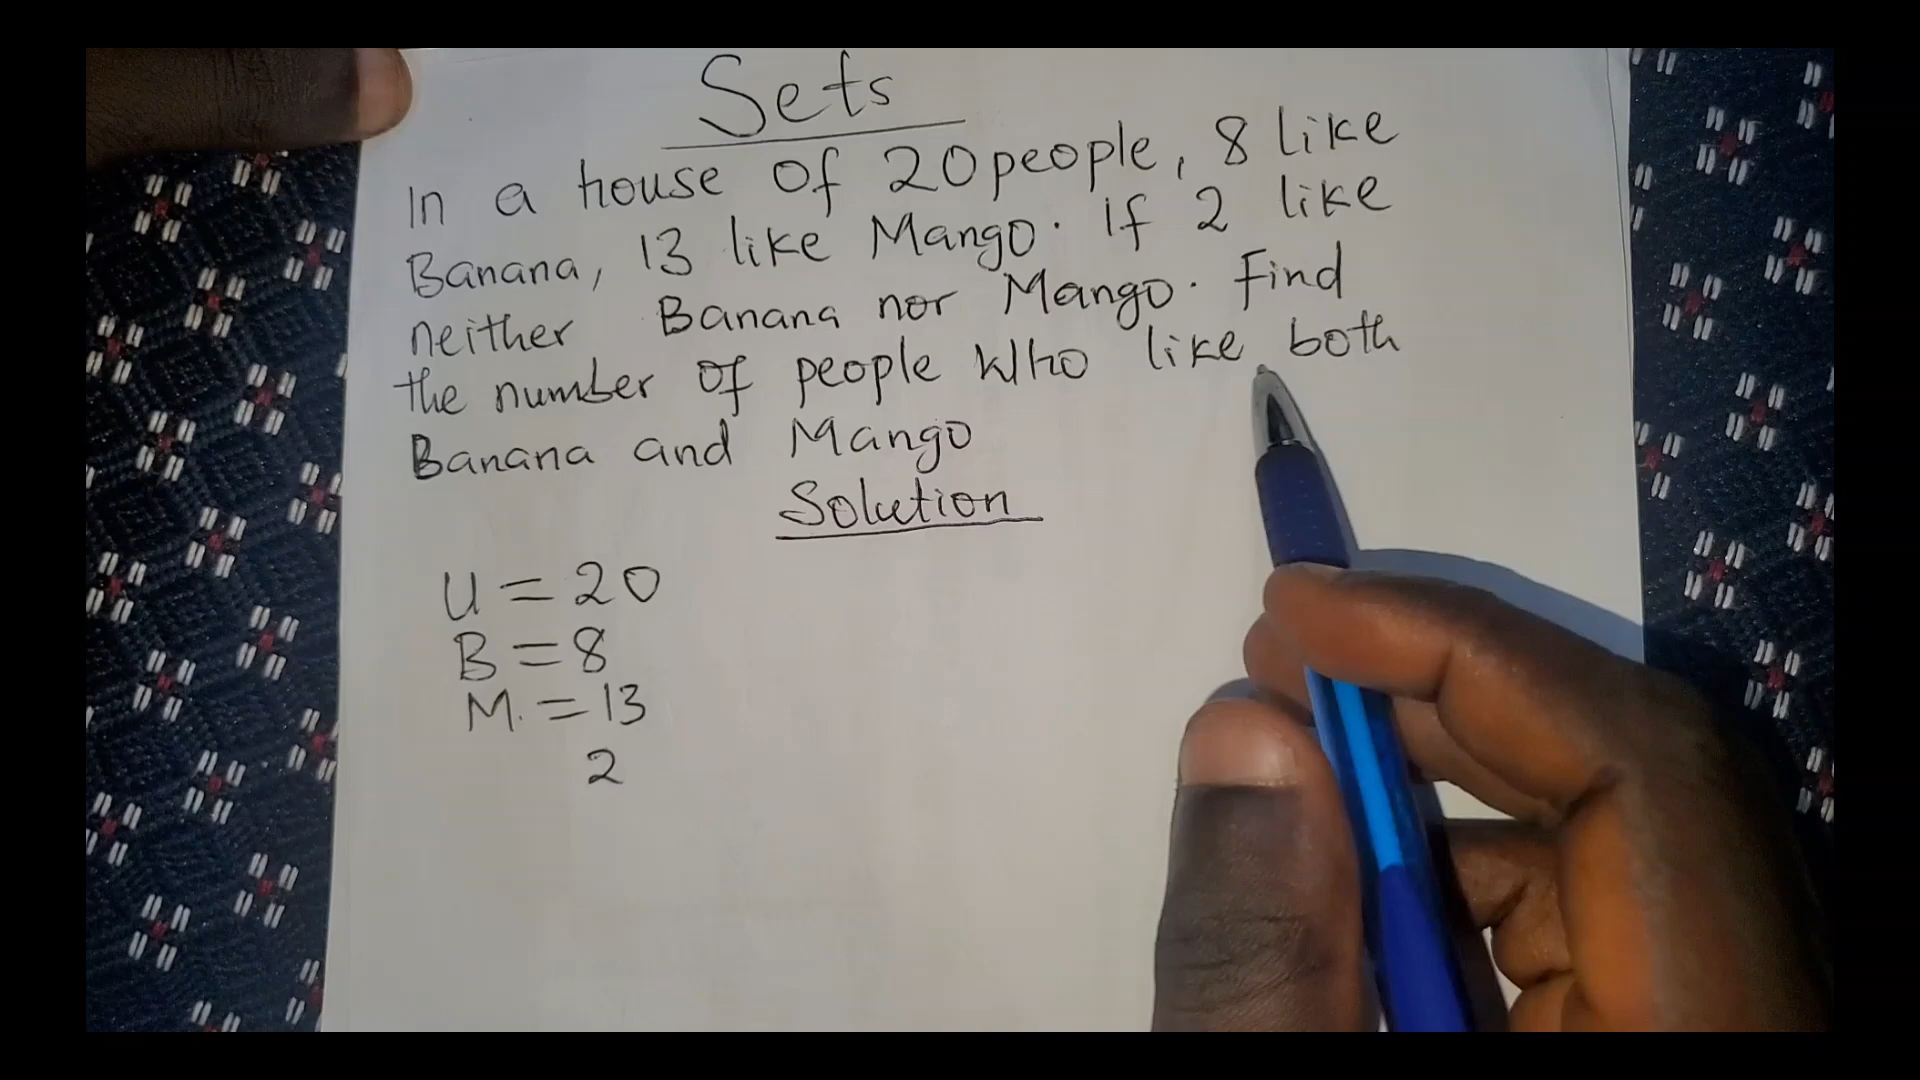 Sets
In a house of 20 people, 8 like
Banana, 13 like Mango. If 2 like
neither Banana nor Mango. Find
the number of people who like both
Banana and Mango
Solution
U = 20
B = 8
M. = 13
2